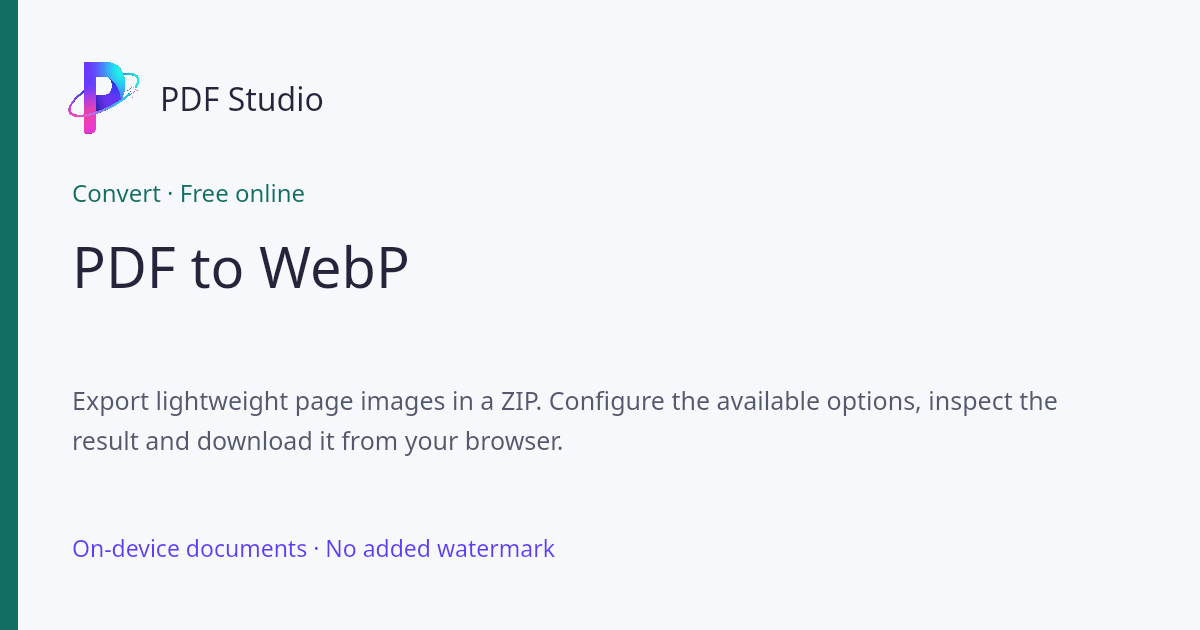 PDF Studio
Convert · Free online
PDF to WebP
Export lightweight page images in a ZIP. Configure the available options, inspect the
result and download it from your browser.
On-device documents · No added watermark